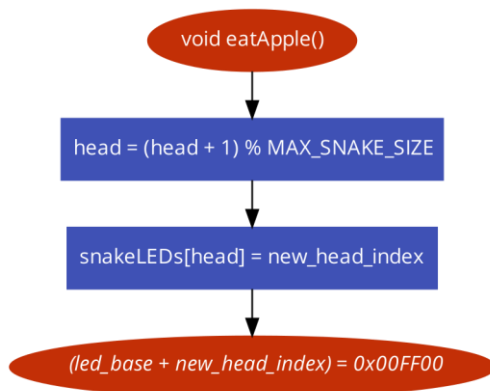 void eatApple()
head = (head + 1) % MAX_SNAKE_SIZE
snakeLEDs[head] = new_head_index
(led_base + new_head_index) = 0x00FF00